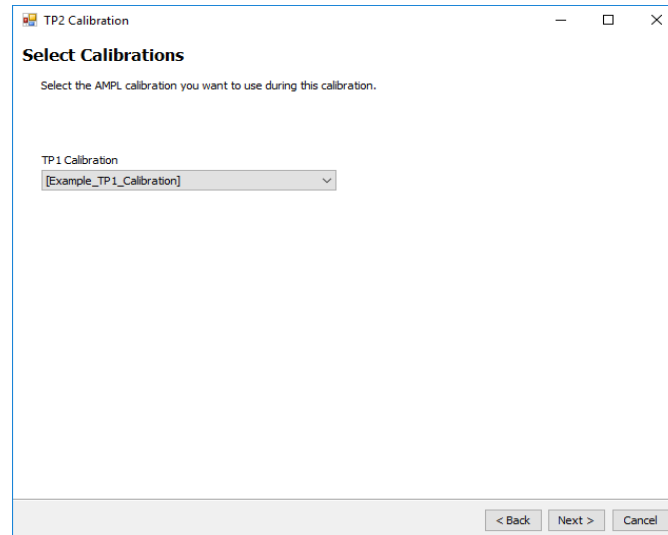 TP2 Calibration
Select Calibrations
Select the AMPL calibration you want to use during this calibration.
TP1 Calibration
[Example_TP1_Calibration]
< Back Next > Cancel